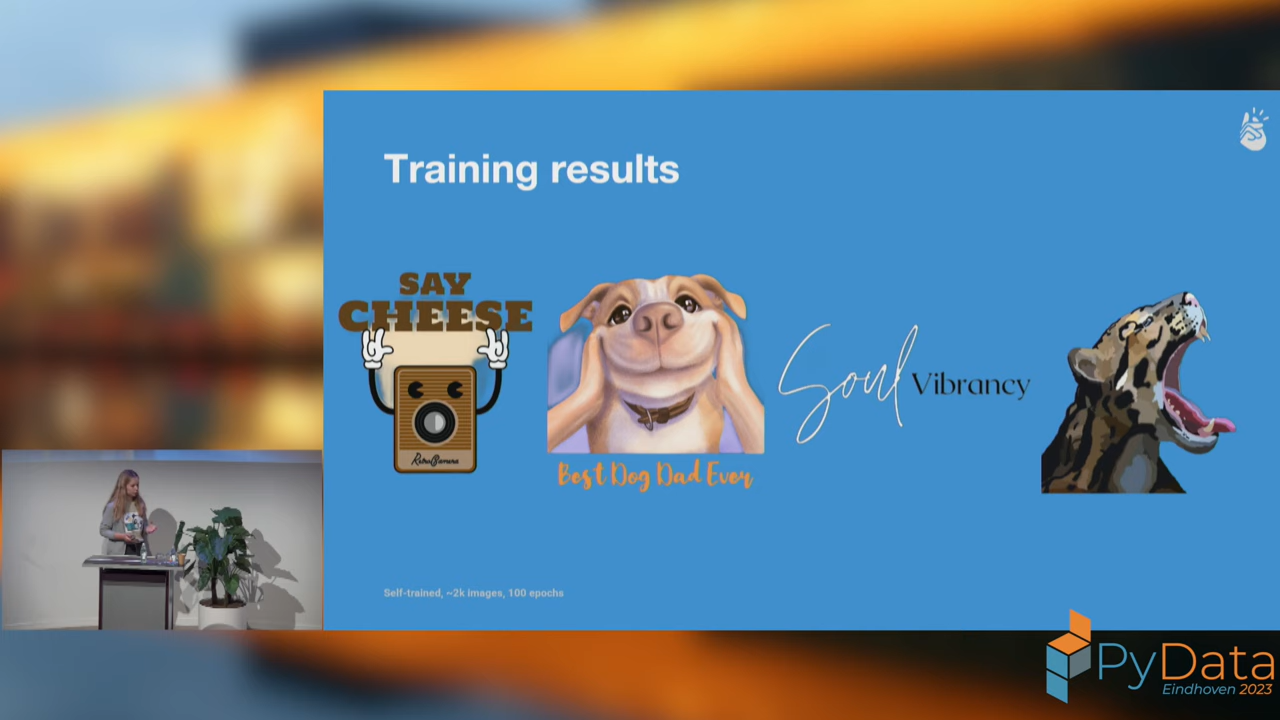 Training results
SAY
CHEESE
RetroCamera
Best Dog Dad Ever
Soul Vibrancy
Self-trained, ~2k images, 100 epochs
PyData
Eindhoven 2023